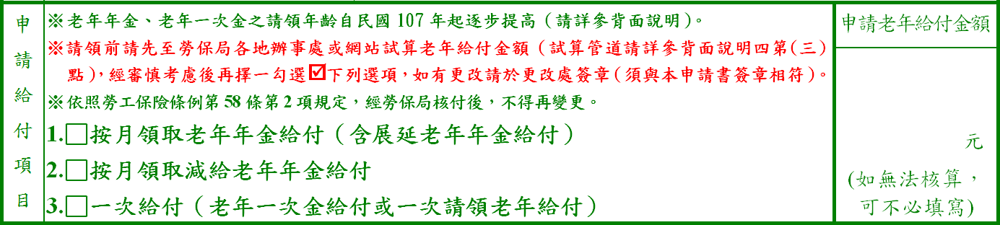 申請給付項目
※老年年金、老年一次金之請領年齡自民國 107 年起逐步提高（請詳參背面說明）。
※請領前請先至勞保局各地辦事處或網站試算老年給付金額（試算管道請詳參背面說明四第(三)
點），經審慎考慮後再擇一勾選☑下列選項，如有更改請於更改處簽章（須與本申請書簽章相符）。
※依照勞工保險條例第 58 條第 2 項規定，經勞保局核付後，不得再變更。
1.□按月領取老年年金給付（含展延老年年金給付）
2.□按月領取減給老年年金給付
3.□一次給付（老年一次金給付或一次請領老年給付）
申請老年給付金額
元
(如無法核算，
可不必填寫)